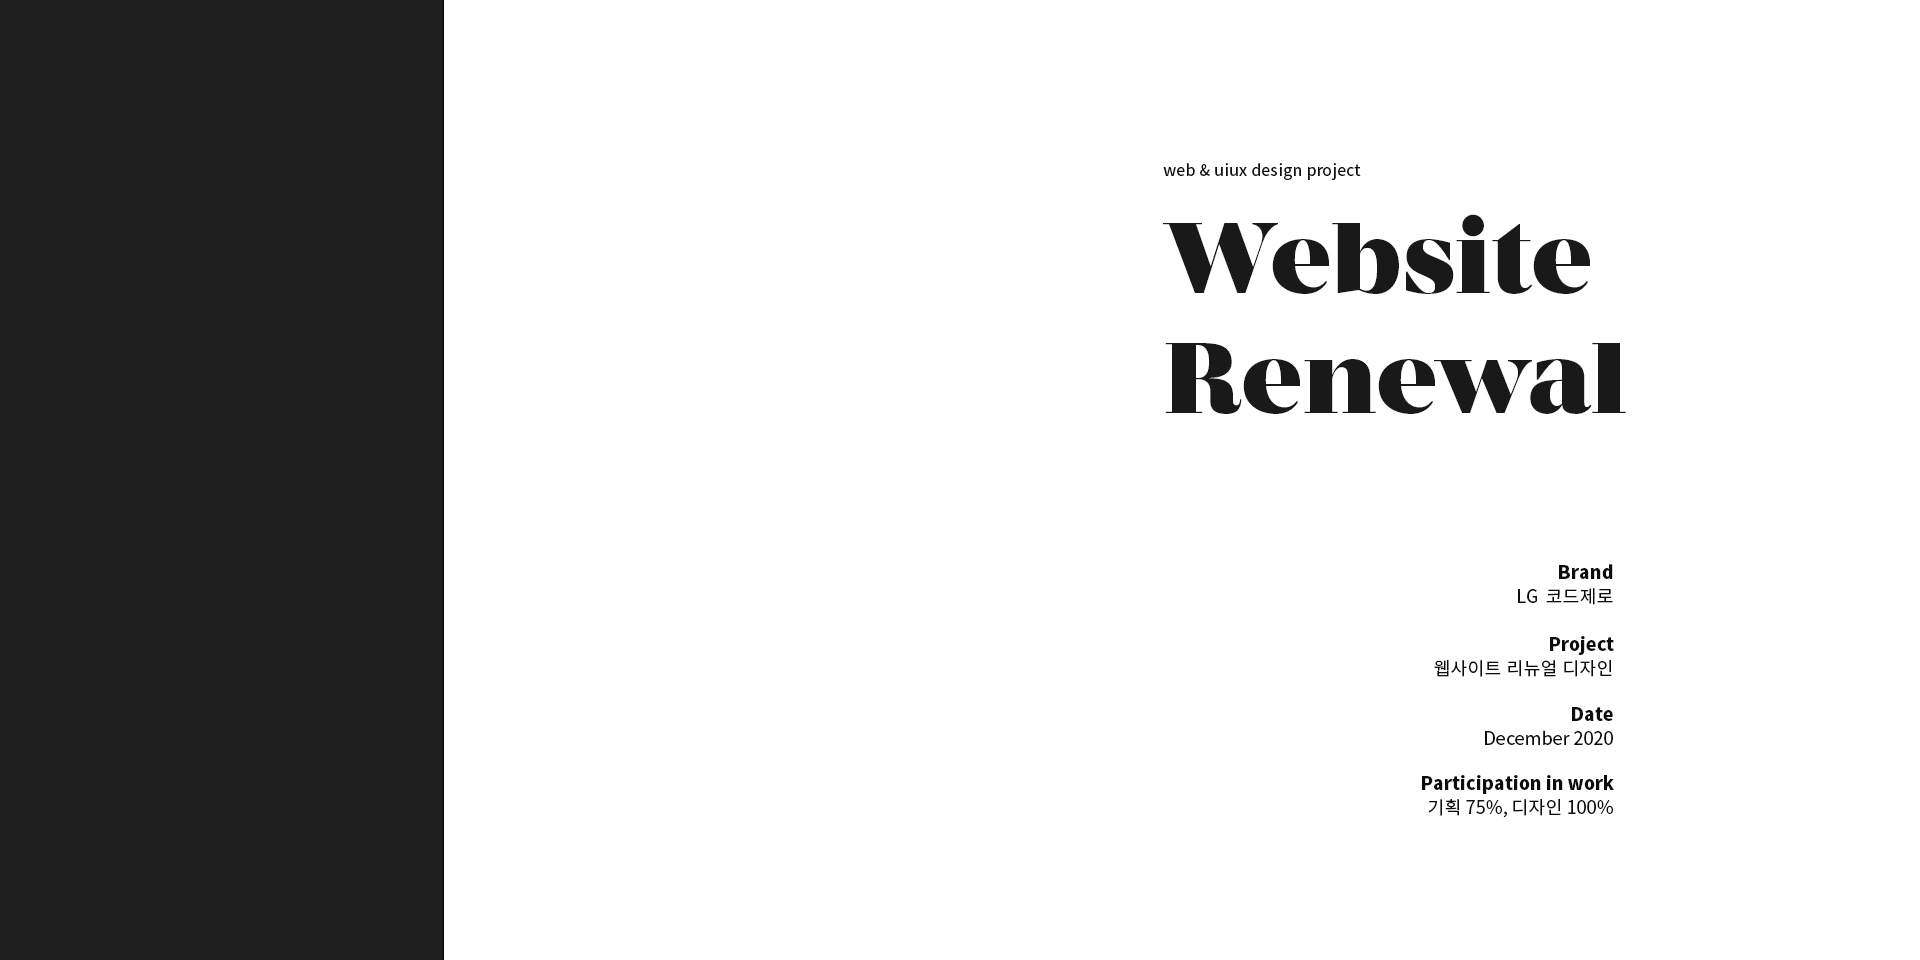 web & uiux design project
Website
Renewal
Brand
LG 코드제로
Project
웹사이트 리뉴얼 디자인
Date
December 2020
Participation in work
기획 75%, 디자인 100%